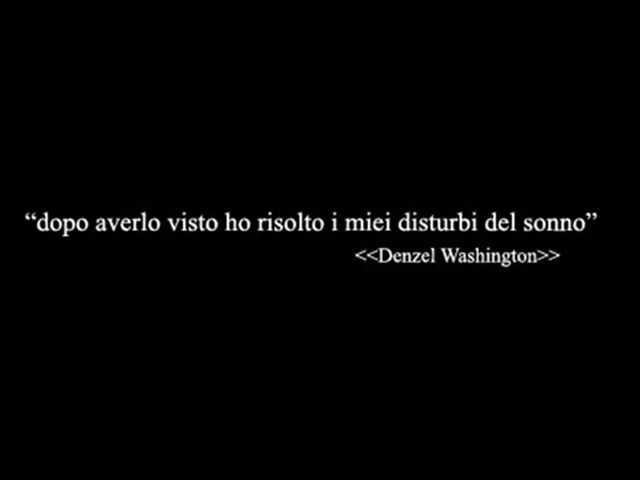 “dopo averlo visto ho risolto i miei disturbi del sonno”
<<Denzel Washington>>